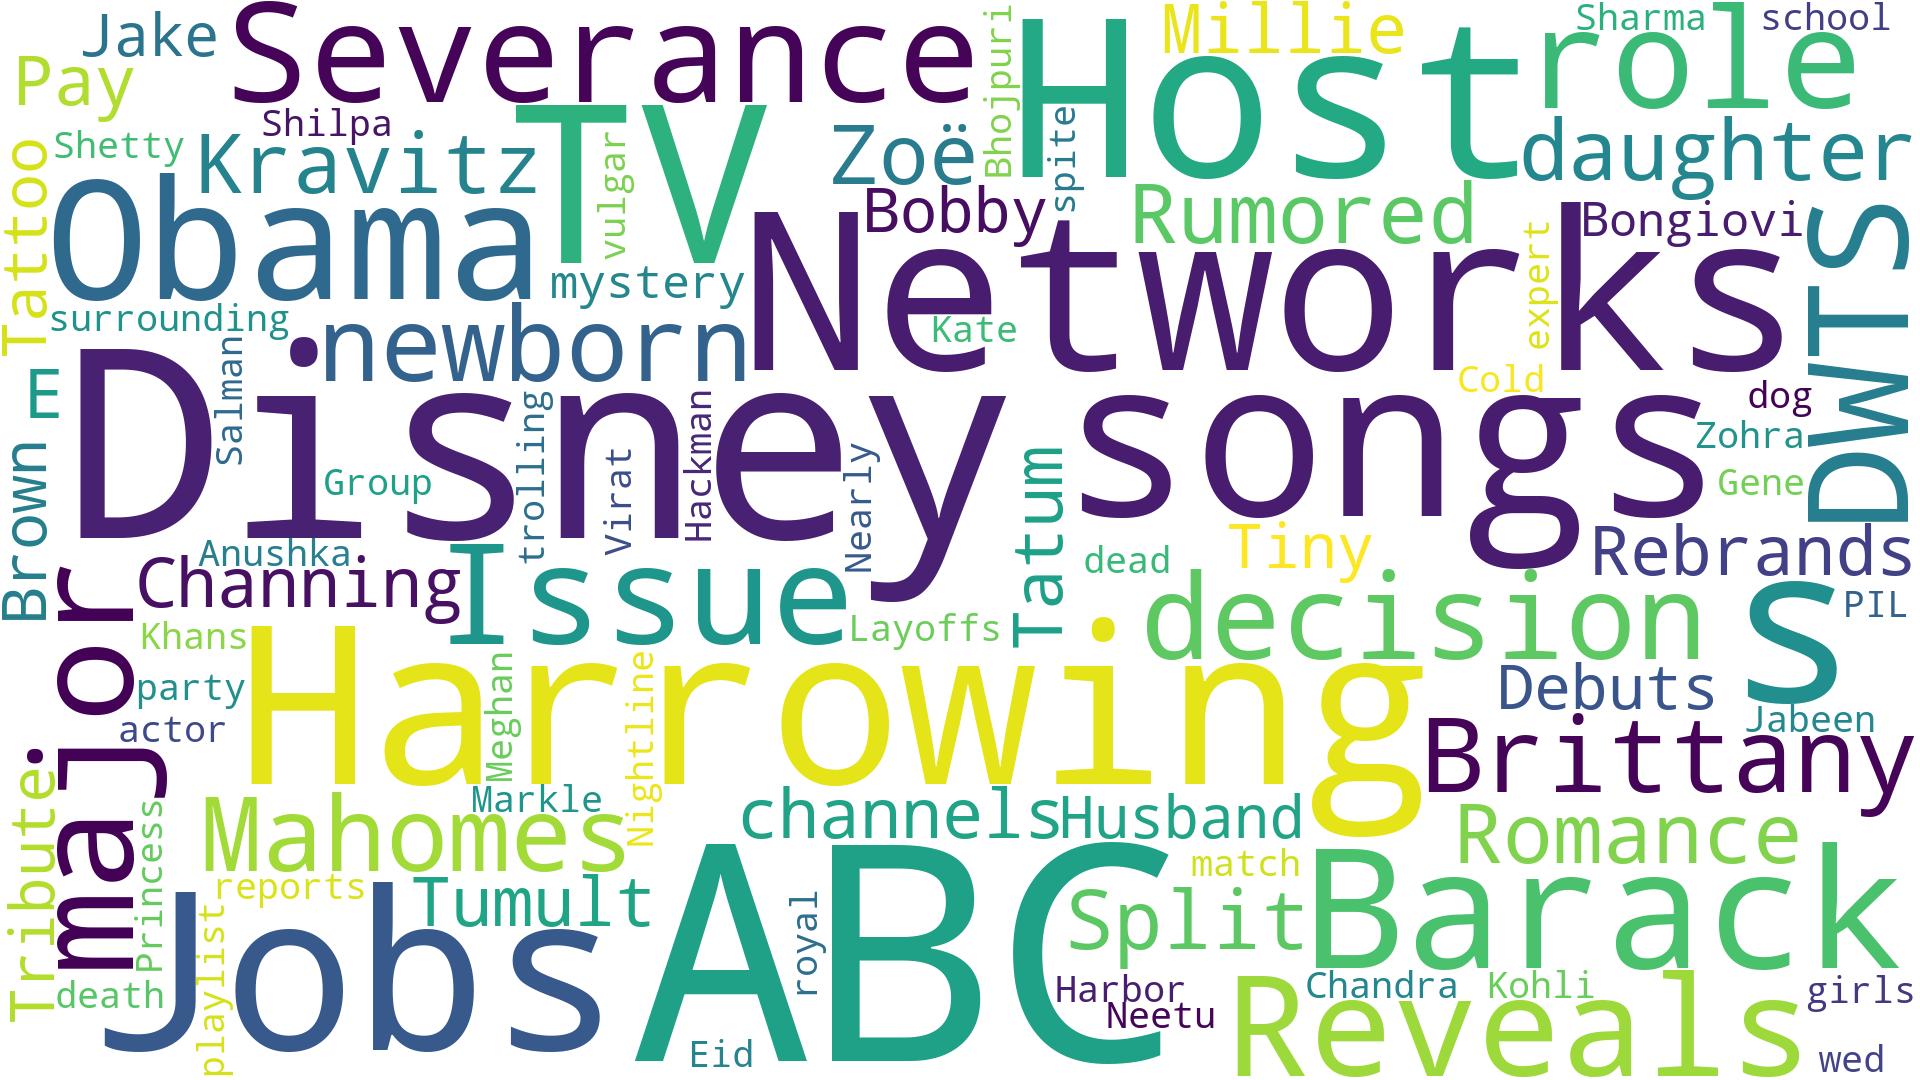 Jake
Severance
Millie
Sharma
school
Pay
Host
role
Bhojpuri
Shilpa
TV
Shetty
Kravitz
vulgar
Zoë
spite
daughter
Tattoo
Obama
Bobby
Rumored
Bongiovi
mystery
Networks
expert
DWTS
surrounding
newborn
Kate
Cold
dog
E
Salman
Disney
songs
Zohra
Brown
Group
trolling
Virat
Hackman
Nearly
Tatum
Gene
Anushka
Channing
Issue
dead
Tiny
Rebrands
Khans
Layoffs
decision
s
PIL
major
party
Harrowing
Debuts
actor
Meghan
Nightline
Jabeen
Brittany
Tribute
Princess
Markle
Mahomes
channels
Husband
Romance
reports
Tumult
ABC
match
Barack
playlist
Jobs
royal
Split
death
Harbor
Chandra
Kohli
girls
Neetu
Reveals
Eid
wed